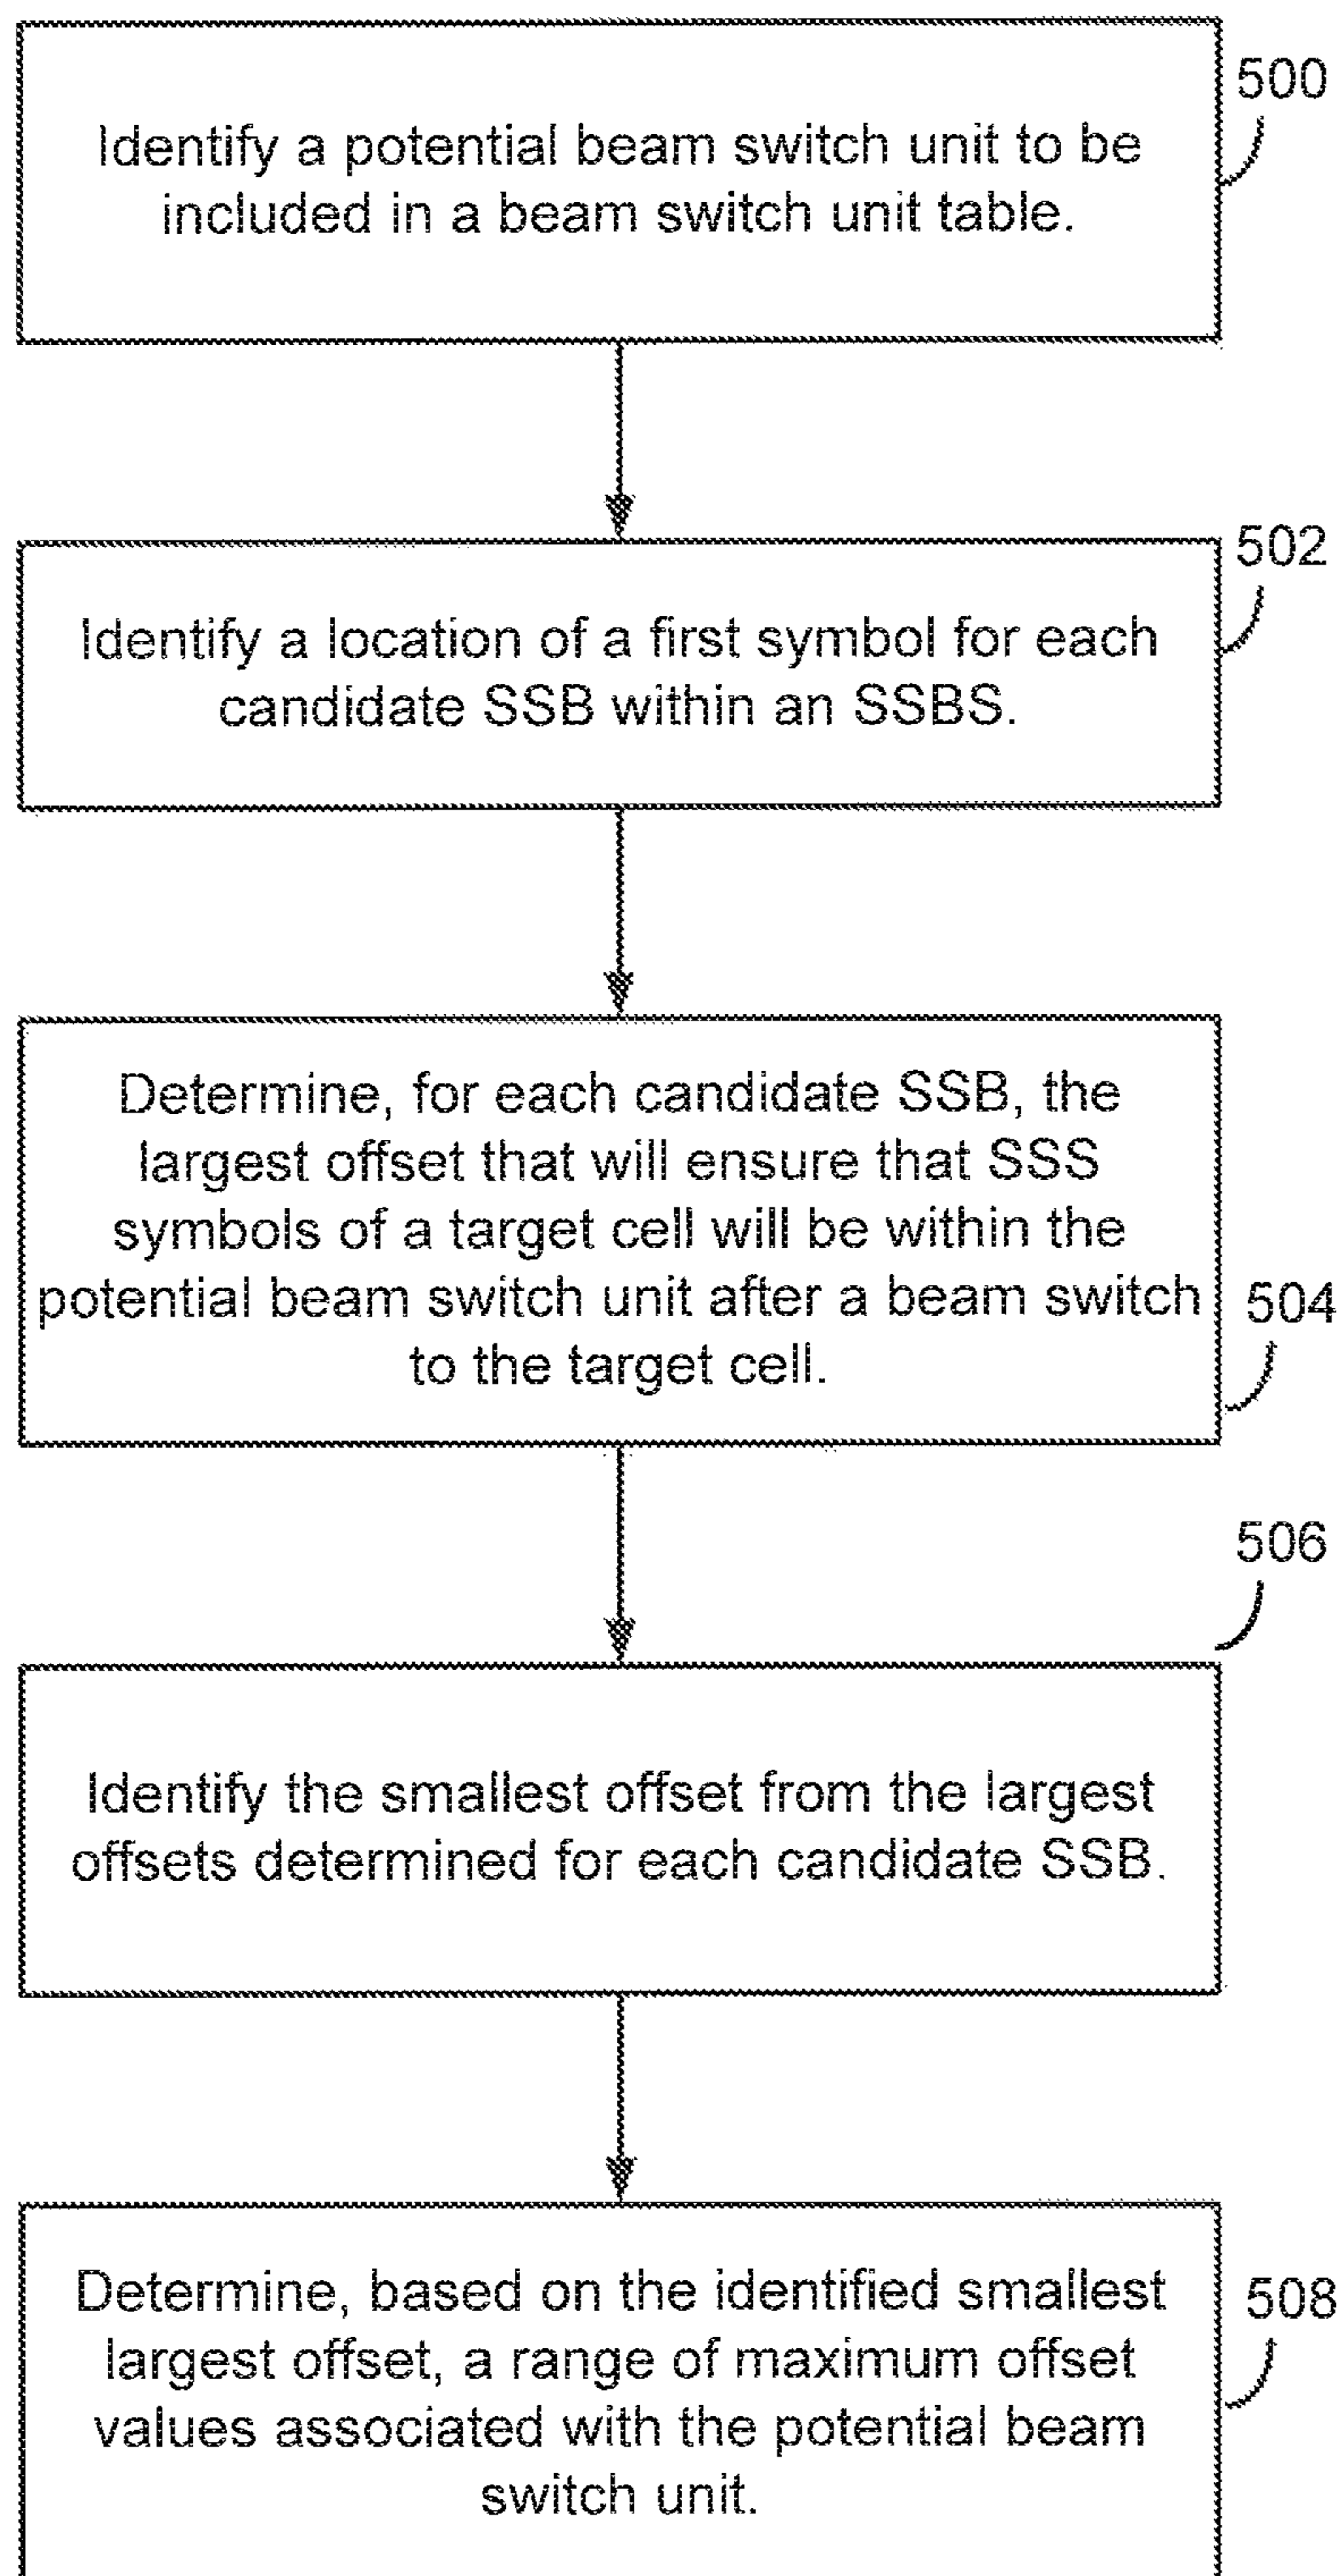 500
Identify a potential beam switch unit to be
included in a beam switch unit table.
502
Identify a location of a first symbol for each
candidate SSB within an SSBS.
Determine, for each candidate SSB, the
largest offset that will ensure that SSS
symbols of a target cell will be within the
potential beam switch unit after a beam switch
to the target cell.
504
506
Identify the smallest offset from the largest
offsets determined for each candidate SSB.
Determine, based on the identified smallest
largest offset, a range of maximum offset
values associated with the potential beam
switch unit.
508